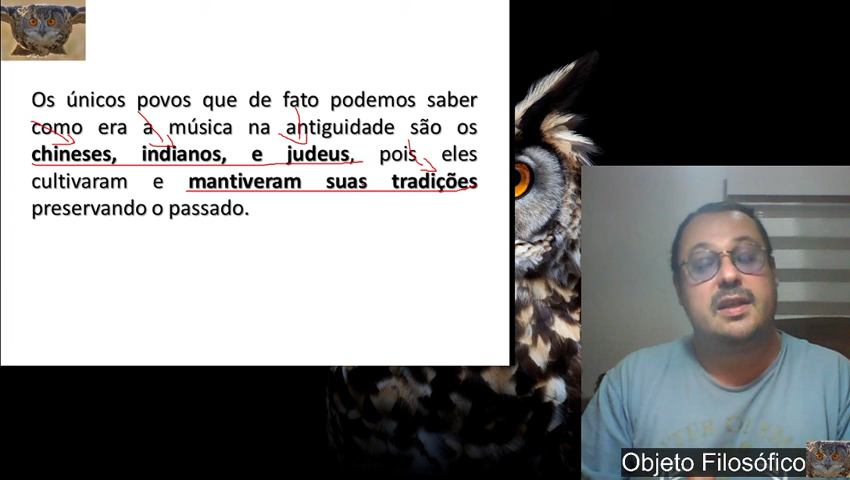 Os únicos povos que de fato podemos saber
como era a música na antiguidade são os
chineses, indianos, e judeus, pois eles
cultivaram e mantiveram suas tradições
preservando o passado.
Objeto Filosófico